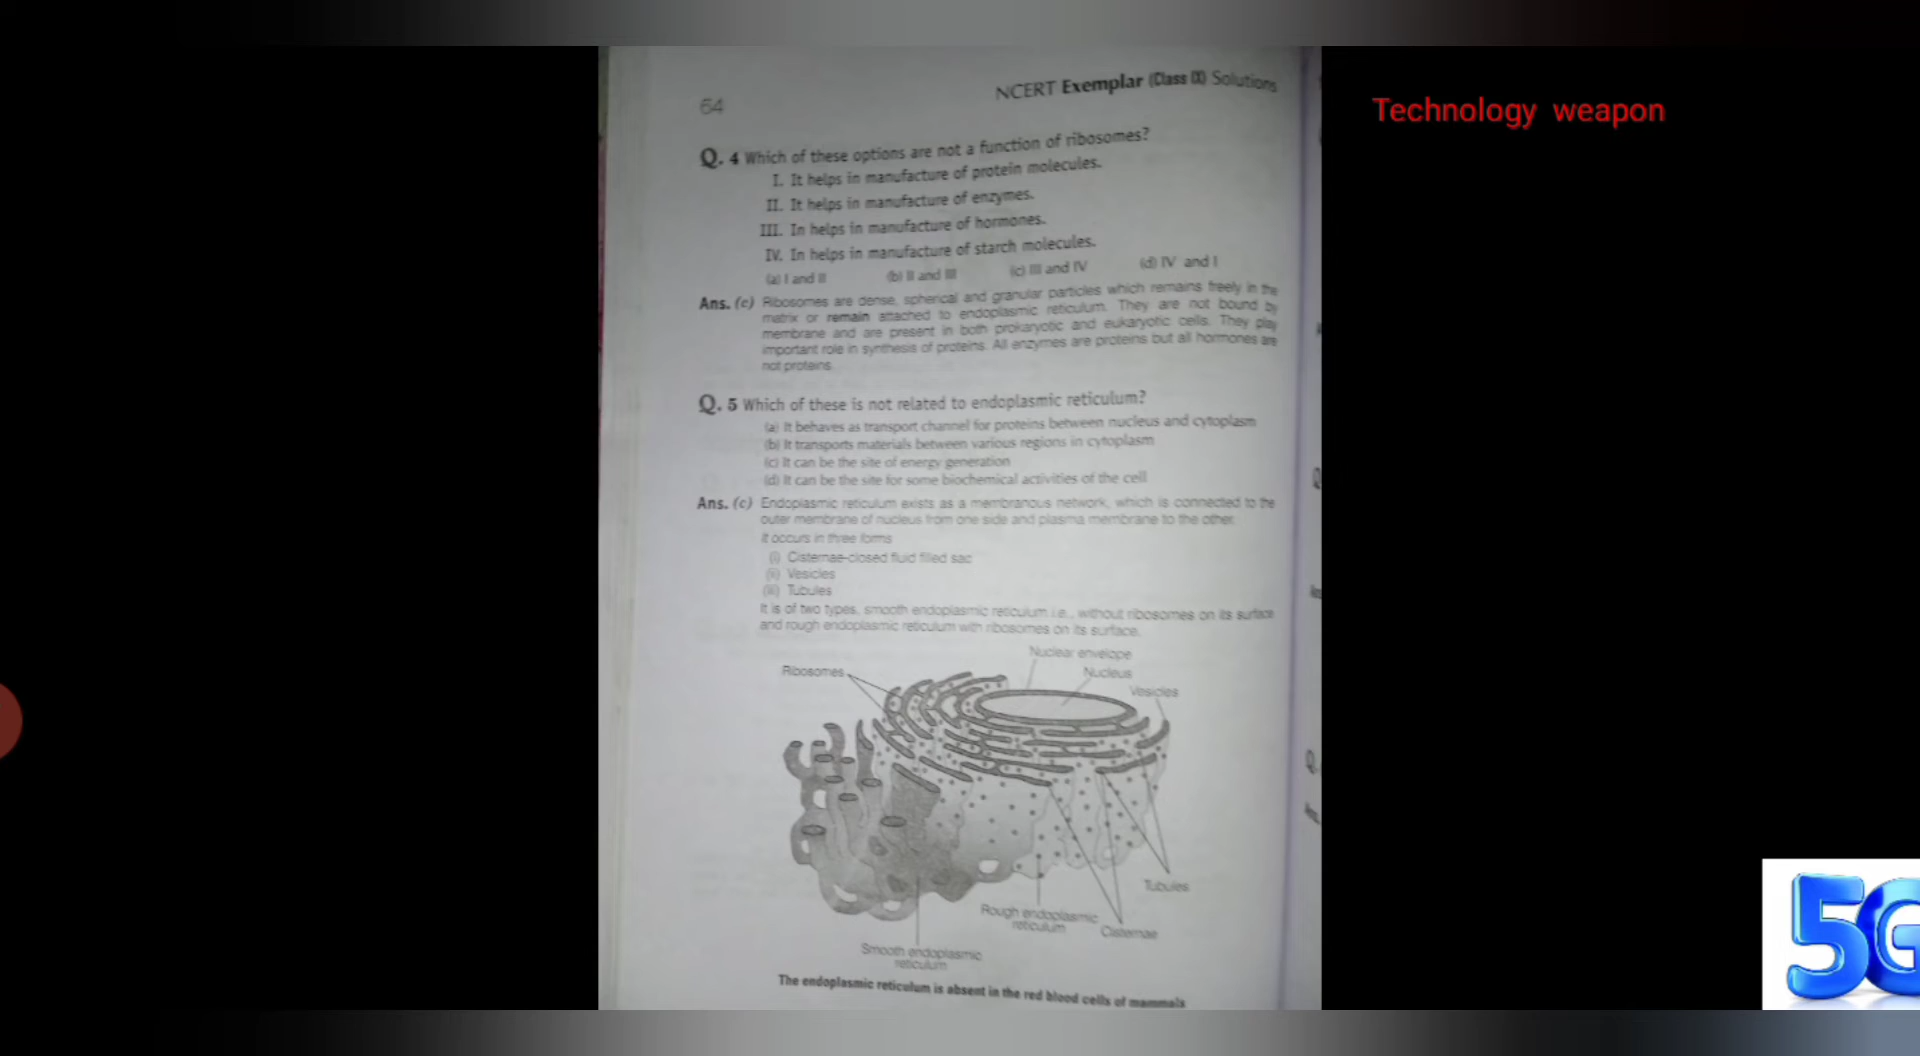 64
NCERT Exemplar (Class IX) Solutions
Technology weapon
Q. 4 Which of these options are not a function of ribosomes?
I. It helps in manufacture of protein molecules.
II. It helps in manufacture of enzymes.
III. In helps in manufacture of hormones.
IV. In helps in manufacture of starch molecules.
(a) I and II (b) II and III (c) III and IV (d) IV and I
Ans. (c) Ribosomes are dense, spherical and granular particles which remains freely in the
matrix or remain attached to endoplasmic reticulum. They are not bound by
membrane and are present in both prokaryotic and eukaryotic cells. They play
important role in synthesis of proteins. All enzymes are proteins but all hormones are
not proteins.
Q. 5 Which of these is not related to endoplasmic reticulum?
(a) It behaves as transport channel for proteins between nucleus and cytoplasm
(b) It transports materials between various regions in cytoplasm
(c) It can be the site of energy generation
(d) It can be the site for some biochemical activities of the cell
Ans. (c) Endoplasmic reticulum exists as a membranous network, which is connected to the
outer membrane of nucleus from one side and plasma membrane to the other.
It occurs in three forms
(i) Cisternae-closed fluid filled sac
(ii) Vesicles
(iii) Tubules
It is of two types, smooth endoplasmic reticulum i.e., without ribosomes on its surface
and rough endoplasmic reticulum with ribosomes on its surface.
Nuclear envelope
Ribosomes
Nucleus
Vesicles
Tubules
Rough endoplasmic
reticulum
Cisternae
Smooth endoplasmic
reticulum
The endoplasmic reticulum is absent in the red blood cells of mammals
5G